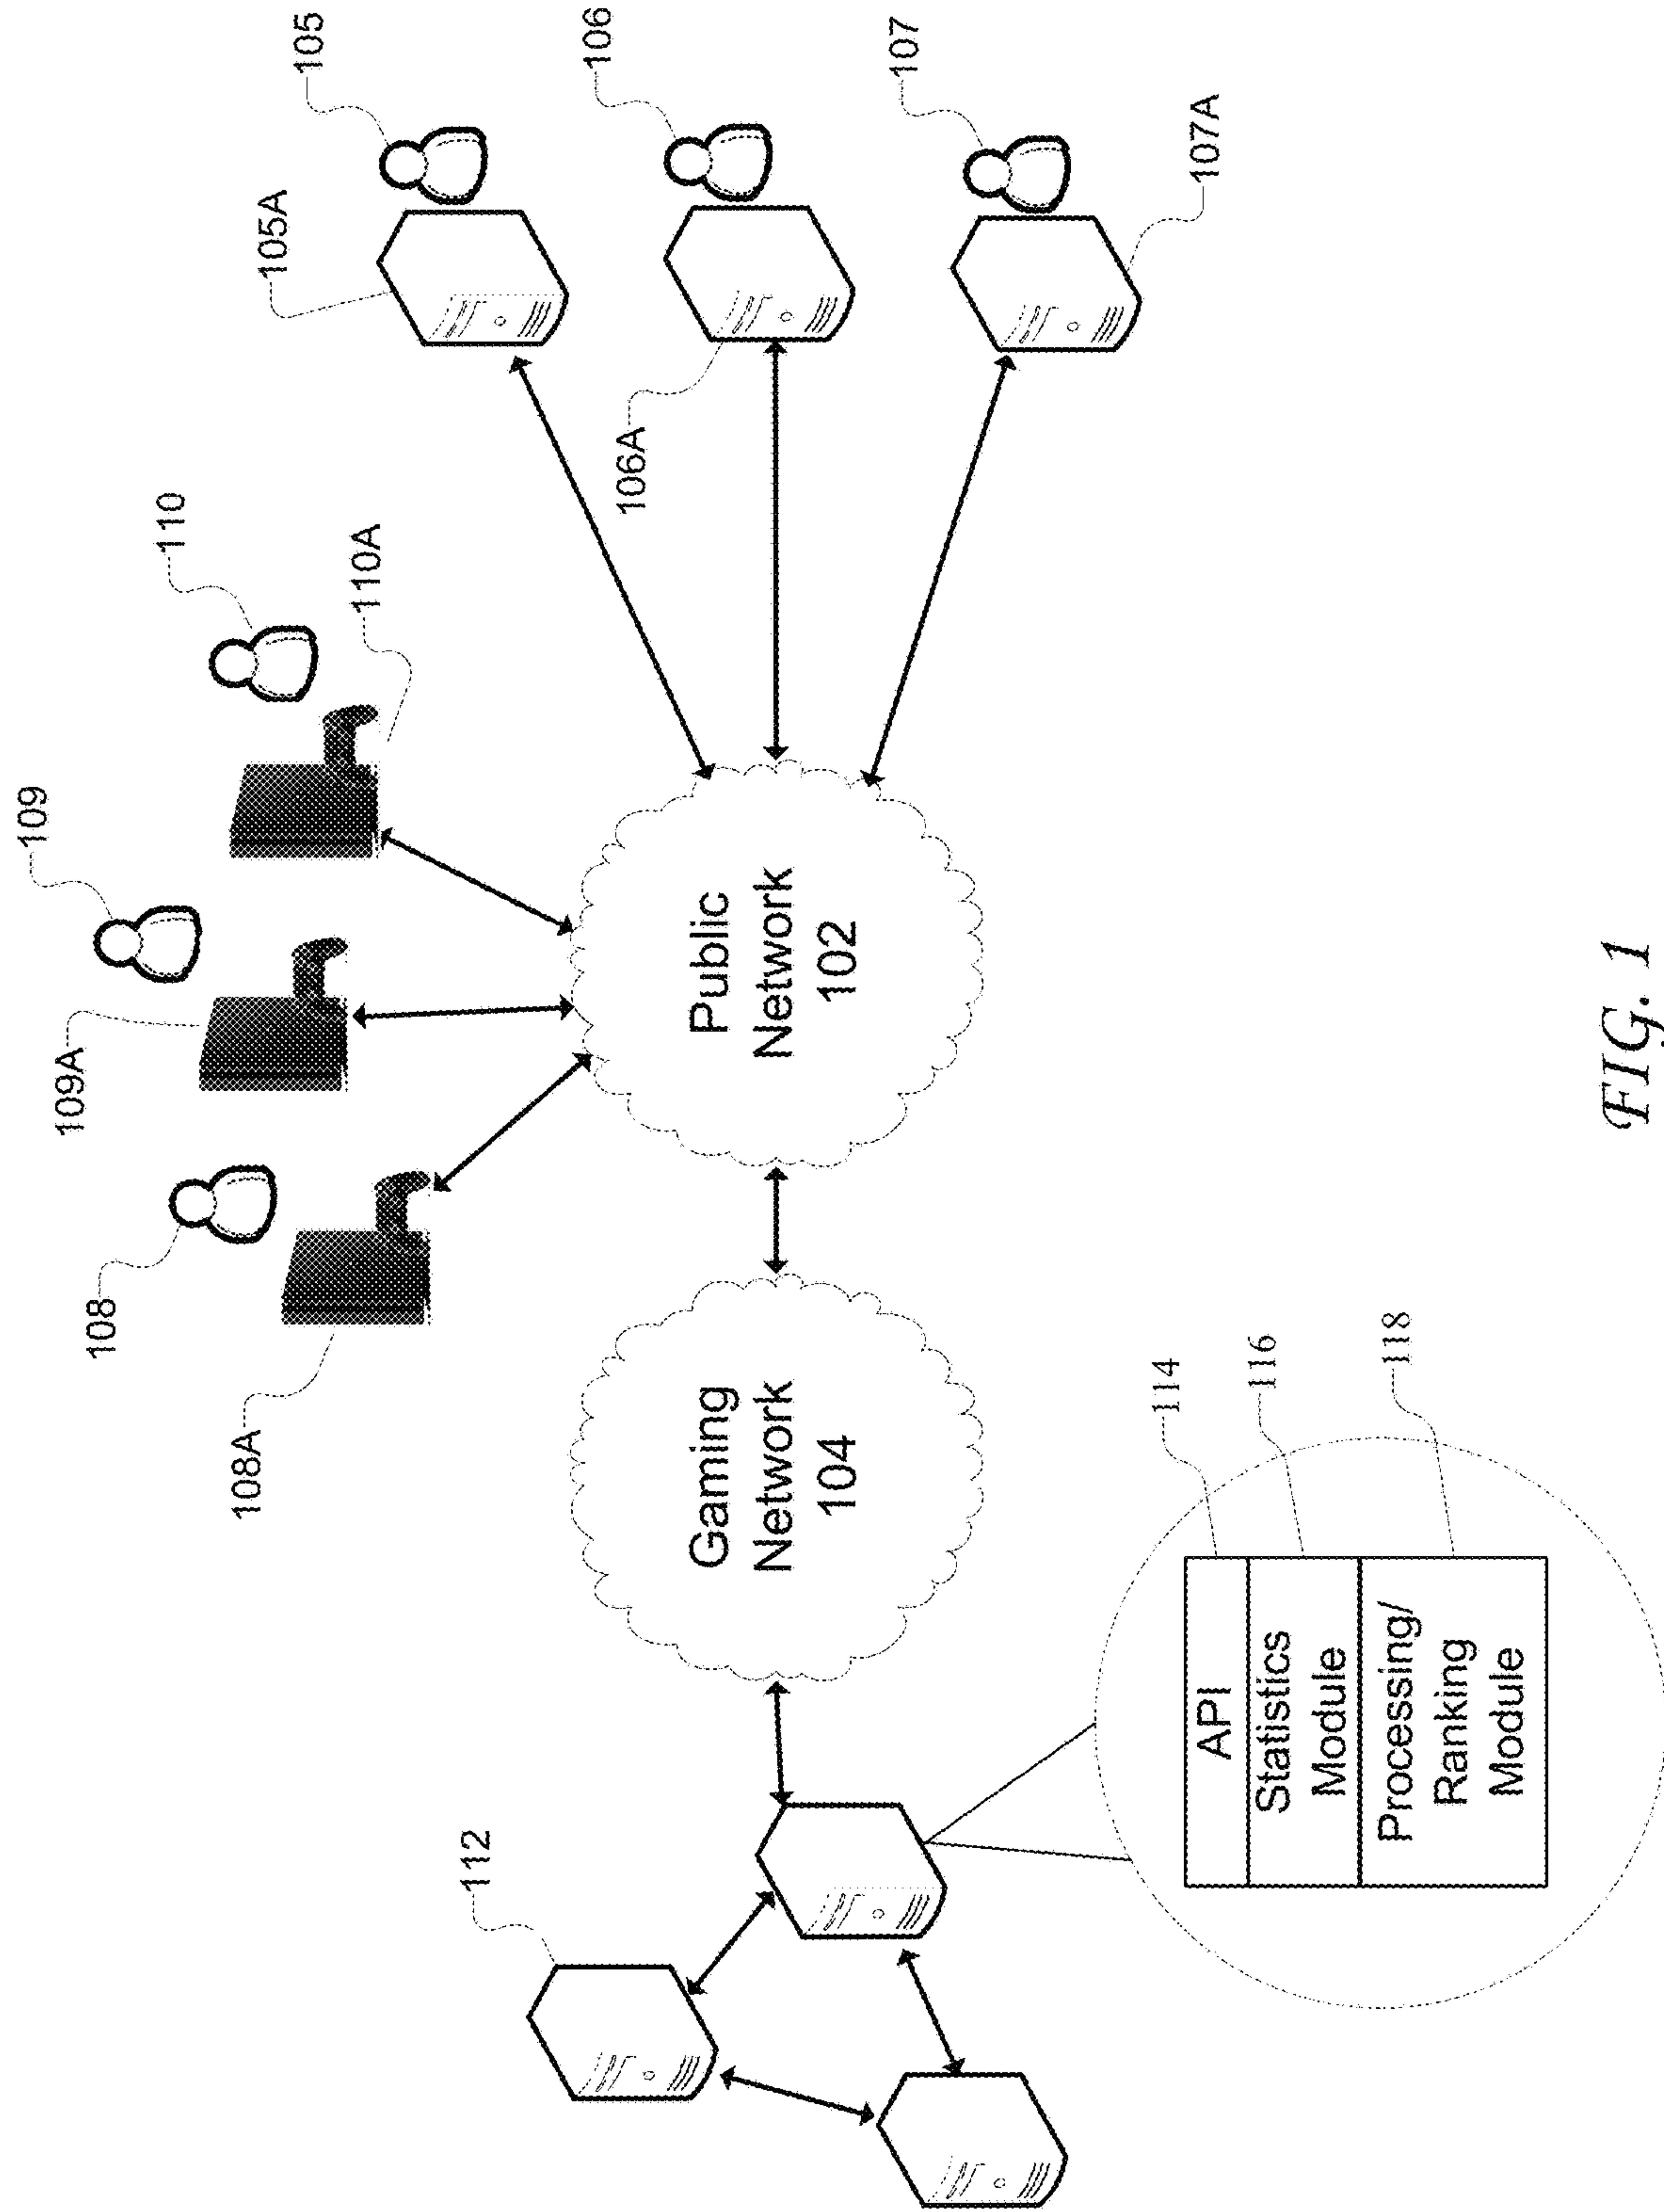 109
110
108
109A
110A
105
105A
108A
106
112
106A
Gaming
Network
104
Public
Network
102
107
107A
API
Statistics
Module
Processing/
Ranking
Module
114
116
118
FIG. 1